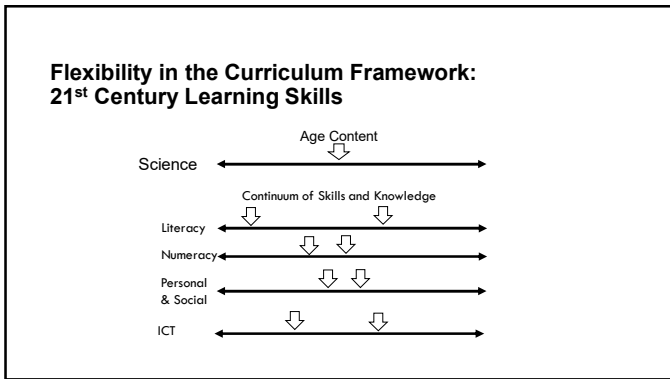 Flexibility in the Curriculum Framework:
21st Century Learning Skills
Age Content
Science
Continuum of Skills and Knowledge
Literacy
Numeracy
Personal
& Social
ICT